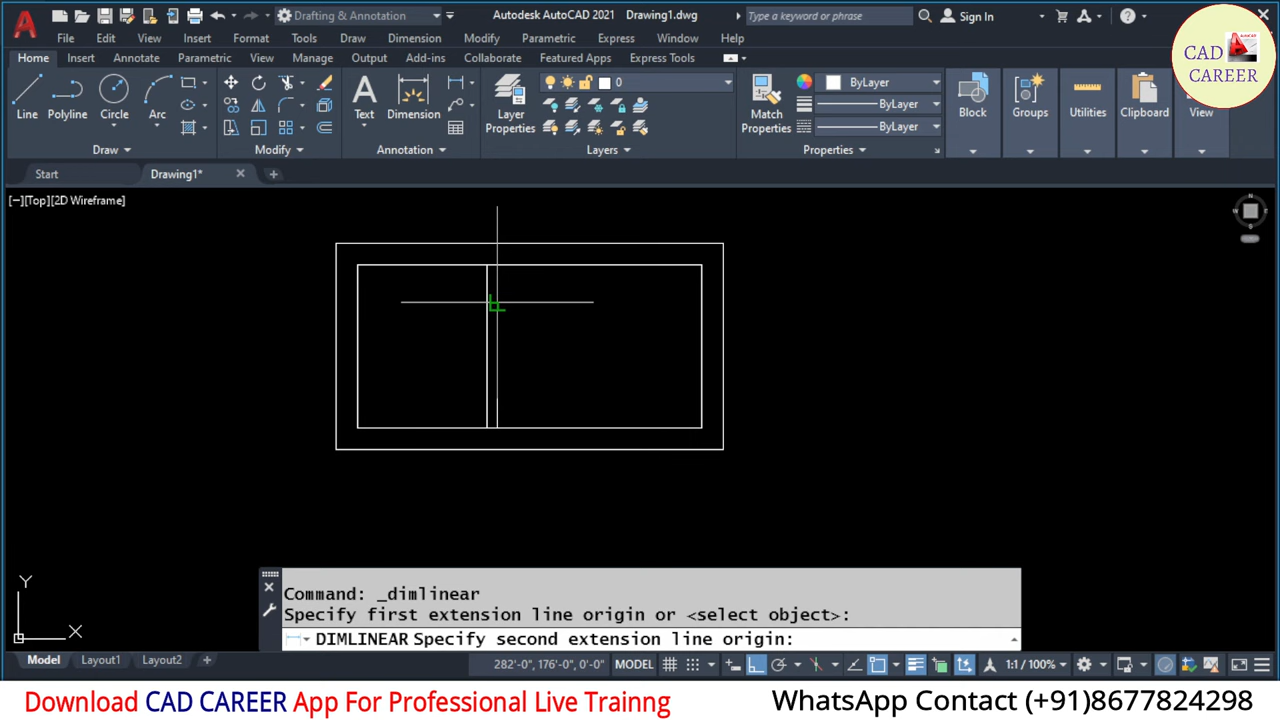 Drafting & Annotation
Autodesk AutoCAD 2021 Drawing1.dwg
Type a keyword or phrase
Sign In
File Edit View Insert Format Tools Draw Dimension Modify Parametric Express Window Help
Home Insert Annotate Parametric View Manage Output Add-ins Collaborate Featured Apps Express Tools
CAD
CAREER
0
ByLayer
ByLayer
ByLayer
Line Polyline Circle Arc Text Dimension Layer Properties Match Properties Block Groups Utilities Clipboard View
Draw Modify Annotation Layers Properties
Start Drawing1*
[−][Top][2D Wireframe]
N
W
E
S
Y
X
Command: _dimlinear
Specify first extension line origin or <select object>:
DIMLINEAR Specify second extension line origin:
Model Layout1 Layout2 282'-0", 176'-0", 0'-0" MODEL 1:1 / 100%
Download CAD CAREER App For Professional Live Trainng WhatsApp Contact (+91)8677824298